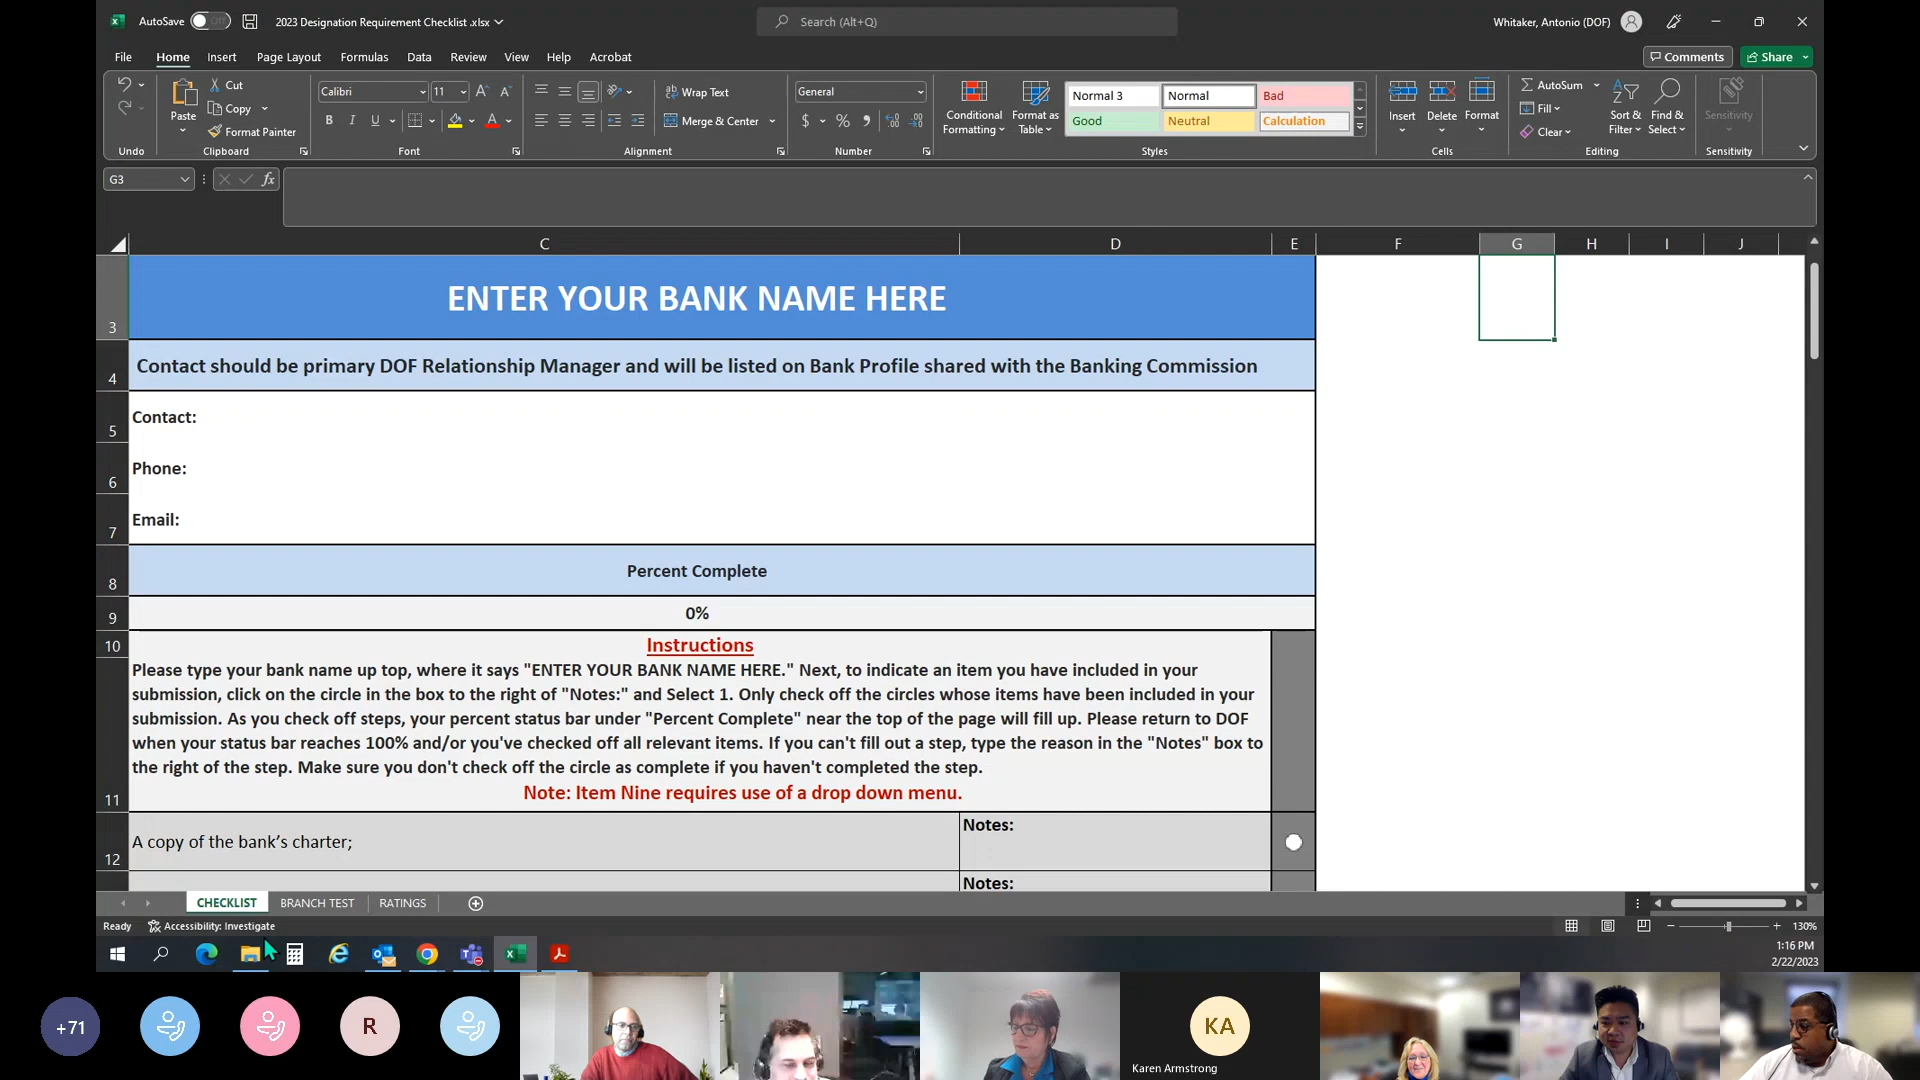 AutoSave Off 2023 Designation Requirement Checklist .xlsx Search (Alt+Q) Whitaker, Antonio (DOF)
File Home Insert Page Layout Formulas Data Review View Help Acrobat Comments Share
Cut
Copy
Format Painter
Paste
Calibri 11
B I U
Wrap Text
Merge & Center
General
$ % 9
Conditional Formatting
Format as Table
Normal 3 Normal Bad
Good Neutral Calculation
Insert Delete Format
AutoSum
Fill
Clear
Sort & Filter
Find & Select
Sensitivity
Undo Clipboard Font Alignment Number Styles Cells Editing Sensitivity
G3 fx
C D E F G H I J
3 ENTER YOUR BANK NAME HERE
4 Contact should be primary DOF Relationship Manager and will be listed on Bank Profile shared with the Banking Commission
5 Contact:
6 Phone:
7 Email:
8 Percent Complete
9 0%
10 Instructions
Please type your bank name up top, where it says "ENTER YOUR BANK NAME HERE." Next, to indicate an item you have included in your
submission, click on the circle in the box to the right of "Notes:" and Select 1. Only check off the circles whose items have been included in your
submission. As you check off steps, your percent status bar under "Percent Complete" near the top of the page will fill up. Please return to DOF
when your status bar reaches 100% and/or you've checked off all relevant items. If you can't fill out a step, type the reason in the "Notes" box to
the right of the step. Make sure you don't check off the circle as complete if you haven't completed the step.
11 Note: Item Nine requires use of a drop down menu.
Notes:
12 A copy of the bank's charter;
Notes:
CHECKLIST BRANCH TEST RATINGS
Ready Accessibility: Investigate 130%
1:16 PM
2/22/2023
+71 R KA
Karen Armstrong